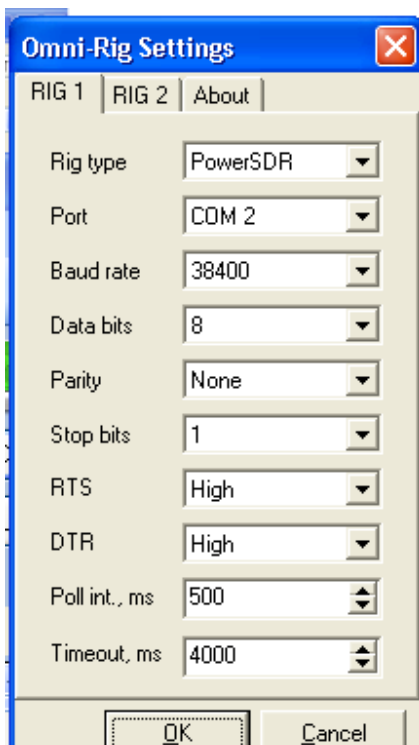 Omni-Rig Settings
RIG 1 RIG 2 About
Rig type PowerSDR
Port COM 2
Baud rate 38400
Data bits 8
Parity None
Stop bits 1
RTS High
DTR High
Poll int., ms 500
Timeout, ms 4000
OK Cancel